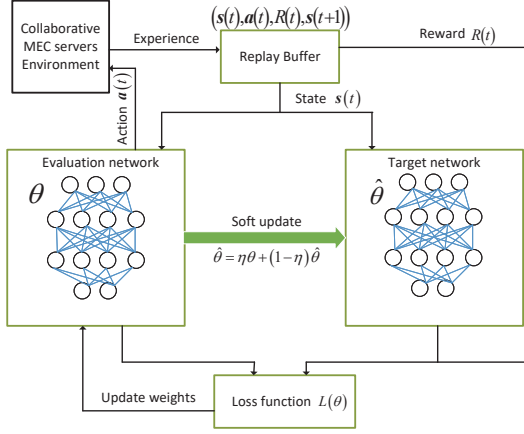 (s(t),a(t),R(t),s(t+1))
Collaborative
MEC servers
Environment
Experience
Replay Buffer
Reward R(t)
Action a(t)
State s(t)
Evaluation network
θ
Target network
θ̂
Soft update
θ̂ = ηθ + (1−η)θ̂
Update weights
Loss function L(θ)